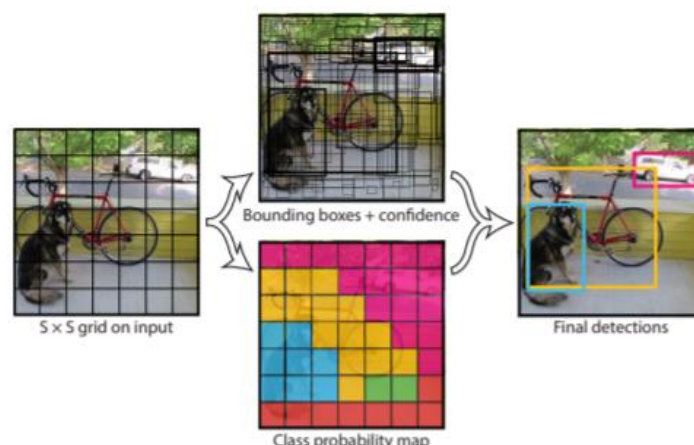 Bounding boxes + confidence
S × S grid on input
Final detections
Class probability map